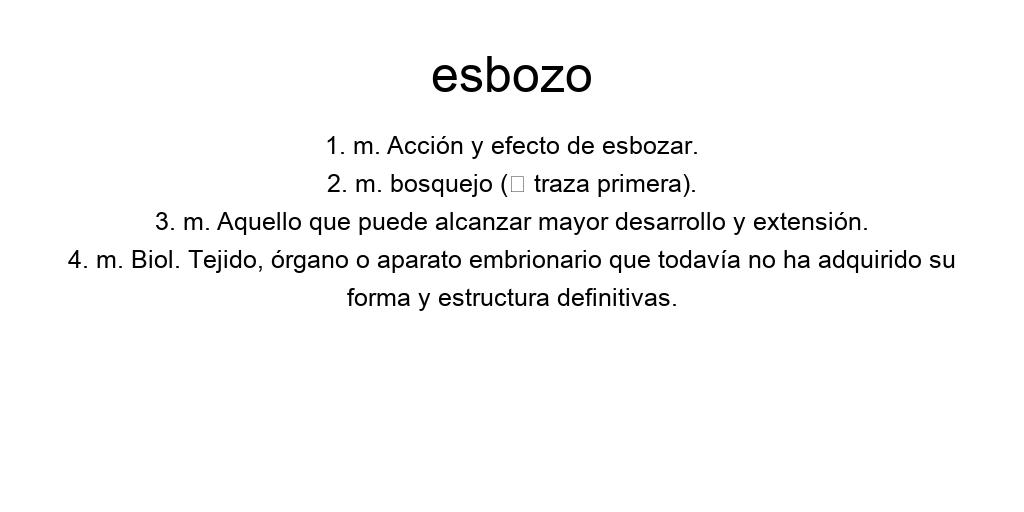 esbozo
1. m. Acción y efecto de esbozar.
2. m. bosquejo (▯ traza primera).
3. m. Aquello que puede alcanzar mayor desarrollo y extensión.
4. m. Biol. Tejido, órgano o aparato embrionario que todavía no ha adquirido su
forma y estructura definitivas.